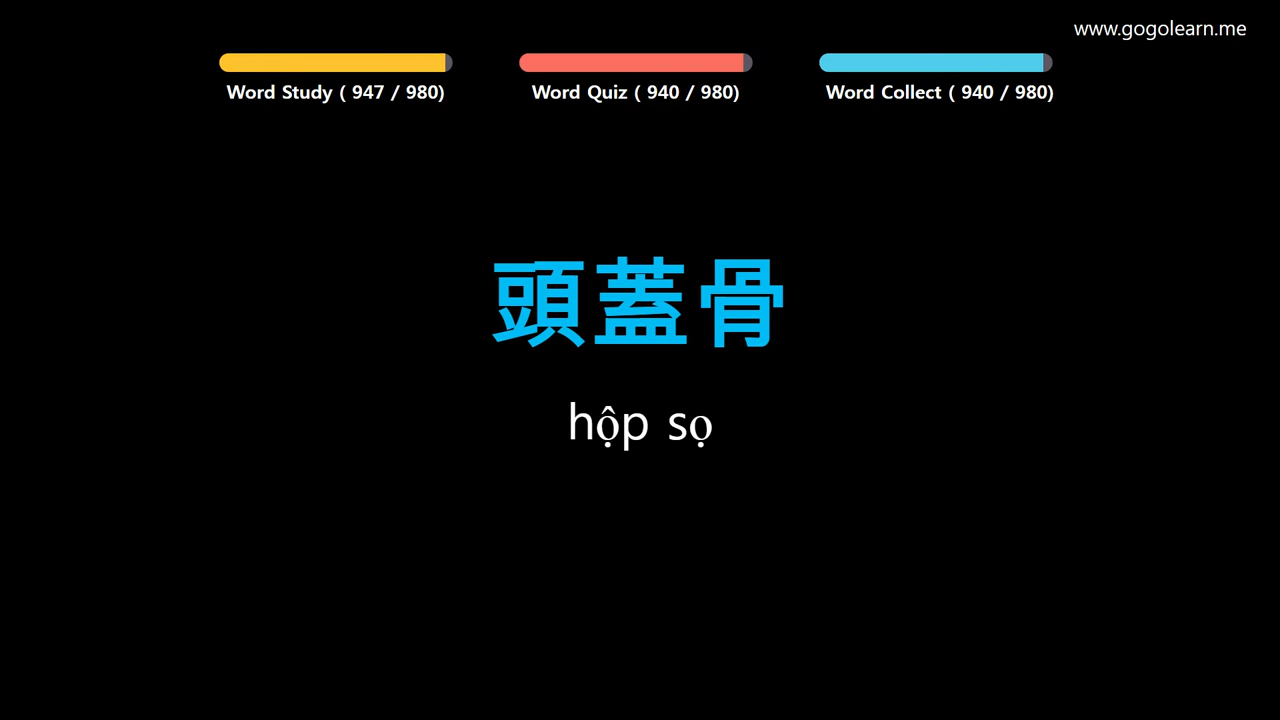 www.gogolearn.me
Word Study ( 947 / 980)
Word Quiz ( 940 / 980)
Word Collect ( 940 / 980)
頭蓋骨
hộp sọ